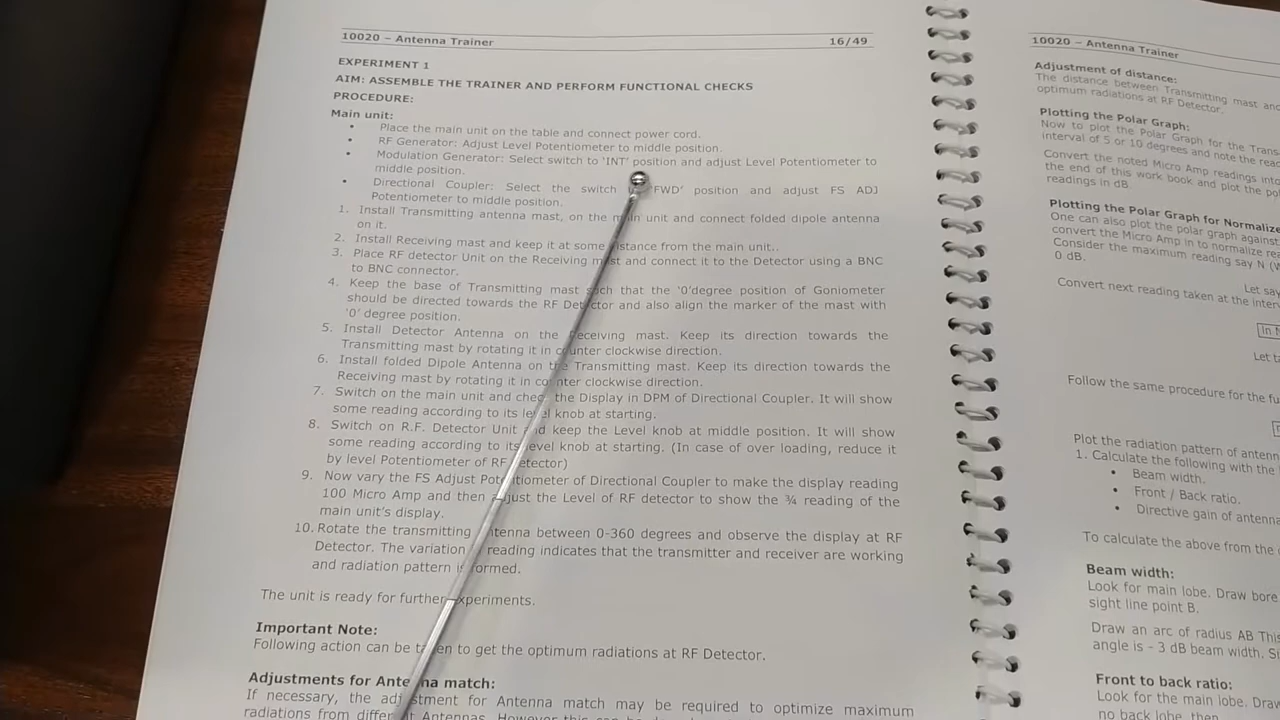 10020 – Antenna Trainer 16/49
EXPERIMENT 1
AIM: ASSEMBLE THE TRAINER AND PERFORM FUNCTIONAL CHECKS
PROCEDURE:
Main unit:
• Place the main unit on the table and connect power cord.
• RF Generator: Adjust Level Potentiometer to middle position.
• Modulation Generator: Select switch to 'INT' position and adjust Level Potentiometer to
middle position.
• Directional Coupler: Select the switch FWD' position and adjust FS ADJ
Potentiometer to middle position.
1. Install Transmitting antenna mast, on the main unit and connect folded dipole antenna
on it.
2. Install Receiving mast and keep it at some distance from the main unit..
3. Place RF detector Unit on the Receiving mast and connect it to the Detector using a BNC
to BNC connector.
4. Keep the base of Transmitting mast such that the '0'degree position of Goniometer
should be directed towards the RF Detector and also align the marker of the mast with
'0' degree position.
5. Install Detector Antenna on the Receiving mast. Keep its direction towards the
Transmitting mast by rotating it in counter clockwise direction.
6. Install folded Dipole Antenna on the Transmitting mast. Keep its direction towards the
Receiving mast by rotating it in counter clockwise direction.
7. Switch on the main unit and check the Display in DPM of Directional Coupler. It will show
some reading according to its level knob at starting.
8. Switch on R.F. Detector Unit and keep the Level knob at middle position. It will show
some reading according to its level knob at starting. (In case of over loading, reduce it
by level Potentiometer of RF Detector)
9. Now vary the FS Adjust Potentiometer of Directional Coupler to make the display reading
100 Micro Amp and then adjust the Level of RF detector to show the ¾ reading of the
main unit's display.
10. Rotate the transmitting Antenna between 0-360 degrees and observe the display at RF
Detector. The variation reading indicates that the transmitter and receiver are working
and radiation pattern is formed.
The unit is ready for further experiments.
Important Note:
Following action can be taken to get the optimum radiations at RF Detector.
Adjustments for Antenna match:
If necessary, the adjustment for Antenna match may be required to optimize maximum
radiations from different Antennas. However this can be
10020 – Antenna Trainer
Adjustment of distance:
The distance between Transmitting mast and
optimum radiations at RF Detector.
Plotting the Polar Graph:
Now to plot the Polar Graph for the
interval of 5 or 10 degrees and note the
Convert the noted Micro Amp readings into
the end of this work book and plot the
readings in dB.
Plotting the Polar Graph for
One can also plot the polar graph
convert the Micro Amp in to normalize
Consider the maximum reading say N
0 dB.
Let say
Convert next reading taken at the
Let
Follow the same procedure for the
Plot the radiation pattern of
1. Calculate the following with the
• Beam width.
• Front / Back ratio.
• Directive gain of
To calculate the above from the
Beam width:
Look for main lobe. Draw bore
sight line point B.
Draw an arc of radius AB
angle is - 3 dB beam width.
Front to back ratio:
Look for the main lobe.
no back lobe, then